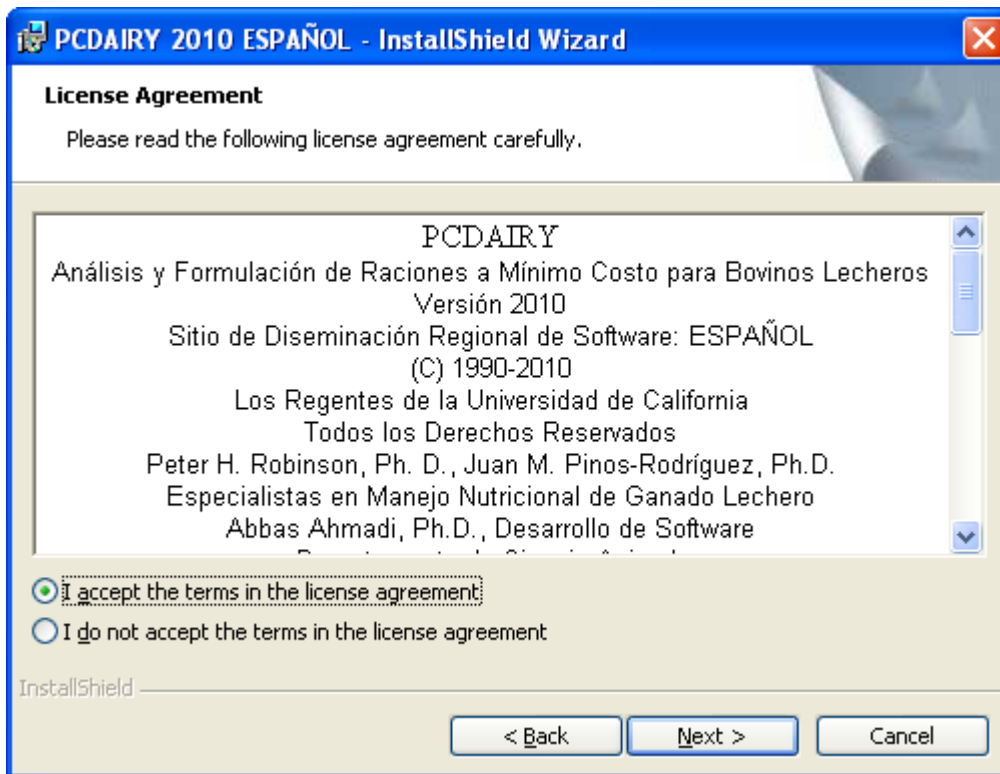 PCDAIRY 2010 ESPAÑOL - InstallShield Wizard
License Agreement
Please read the following license agreement carefully.
PCDAIRY
Análisis y Formulación de Raciones a Mínimo Costo para Bovinos Lecheros
Versión 2010
Sitio de Diseminación Regional de Software: ESPAÑOL
(C) 1990-2010
Los Regentes de la Universidad de California
Todos los Derechos Reservados
Peter H. Robinson, Ph. D., Juan M. Pinos-Rodríguez, Ph.D.
Especialistas en Manejo Nutricional de Ganado Lechero
Abbas Ahmadi, Ph.D., Desarrollo de Software
I accept the terms in the license agreement
I do not accept the terms in the license agreement
InstallShield
< Back
Next >
Cancel